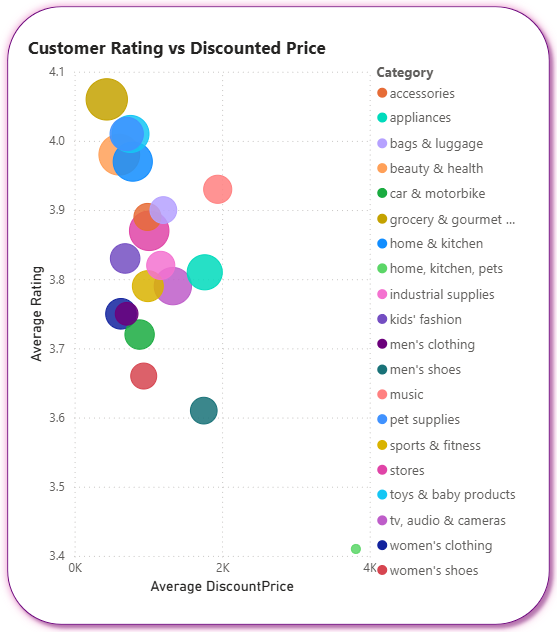 Customer Rating vs Discounted Price
Category
accessories
appliances
bags & luggage
beauty & health
car & motorbike
grocery & gourmet ...
home & kitchen
home, kitchen, pets
industrial supplies
kids' fashion
men's clothing
men's shoes
music
pet supplies
sports & fitness
stores
toys & baby products
tv, audio & cameras
women's clothing
women's shoes
Average Rating
4.1
4.0
3.9
3.8
3.7
3.6
3.5
3.4
0K 2K 4K
Average DiscountPrice